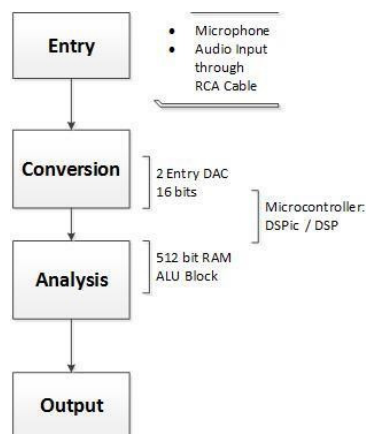 Entry
• Microphone
• Audio Input
through
RCA Cable
Conversion
2 Entry DAC
16 bits
Microcontroller:
DSPic / DSP
Analysis
512 bit RAM
ALU Block
Output